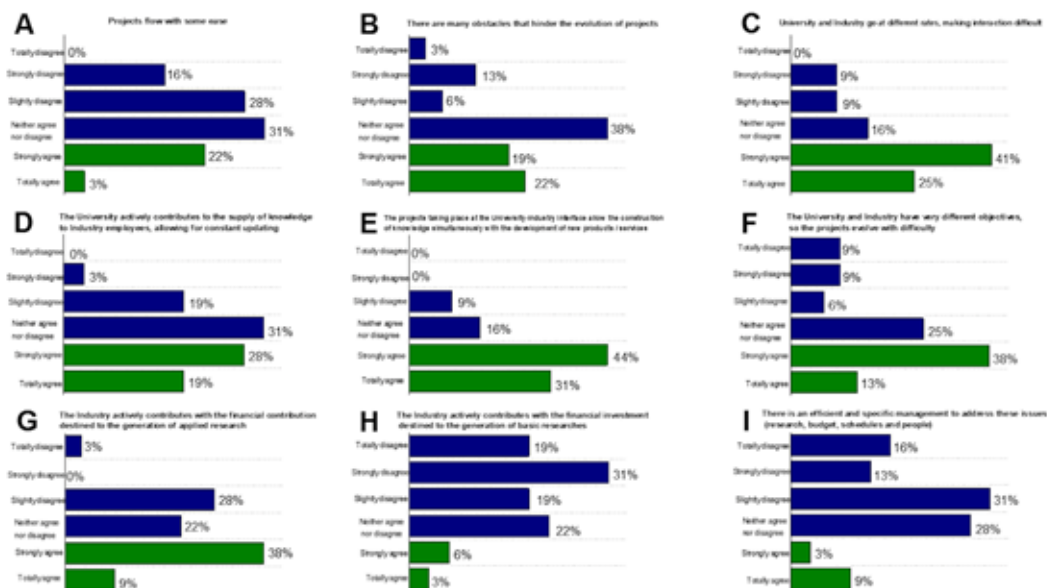 A
Projects flow with some ease
Totally disagree 0%
Strongly disagree 16%
Slightly disagree 28%
Neither agree
nor disagree
31%
Strongly agree 22%
Totally agree 3%
B
There are many obstacles that hinder the evolution of projects
Totally disagree 3%
Strongly disagree 13%
Slightly disagree 6%
Neither agree
nor disagree
38%
Strongly agree 19%
Totally agree 22%
C
University and Industry go at different rates, making interaction difficult
Totally disagree 0%
Strongly disagree 9%
Slightly disagree 9%
Neither agree
nor disagree
16%
Strongly agree 41%
Totally agree 25%
D
The University actively contributes to the supply of knowledge
to Industry employees, allowing for constant updating
Totally disagree 0%
Strongly disagree 3%
Slightly disagree 19%
Neither agree
nor disagree
31%
Strongly agree 28%
Totally agree 19%
E
The projects taking place at the University-industry interface allow the construction
of knowledge simultaneously with the development of new products / services
Totally disagree 0%
Strongly disagree 0%
Slightly disagree 9%
Neither agree
nor disagree
16%
Strongly agree 44%
Totally agree 31%
F
The University and Industry have very different objectives,
so the projects evolve with difficulty
Totally disagree 9%
Strongly disagree 9%
Slightly disagree 6%
Neither agree
nor disagree
25%
Strongly agree 38%
Totally agree 13%
G
The Industry actively contributes with the financial contribution
destined to the generation of applied research
Totally disagree 3%
Strongly disagree 0%
Slightly disagree 28%
Neither agree
nor disagree
22%
Strongly agree 38%
Totally agree 9%
H
The Industry actively contributes with the financial investment
destined to the generation of basic researches
Totally disagree 19%
Strongly disagree 31%
Slightly disagree 19%
Neither agree
nor disagree
22%
Strongly agree 6%
Totally agree 3%
I
There is an efficient and specific management to address these issues
(research, budget, schedules and people)
Totally disagree 16%
Strongly disagree 13%
Slightly disagree 31%
Neither agree
nor disagree
28%
Strongly agree 3%
Totally agree 9%